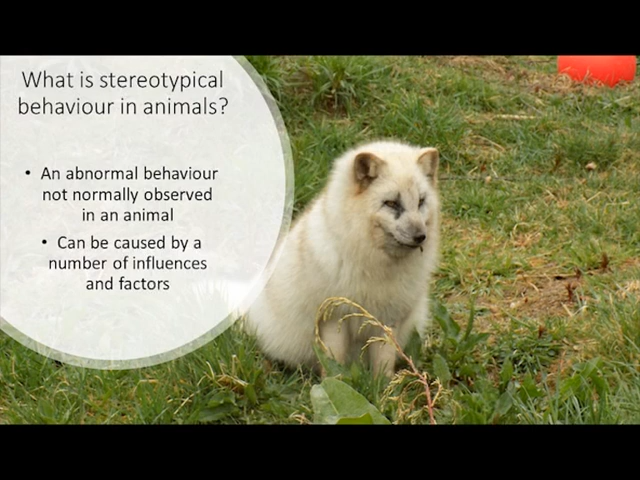 What is stereotypical
behaviour in animals?
• An abnormal behaviour
not normally observed
in an animal
• Can be caused by a
number of influences
and factors